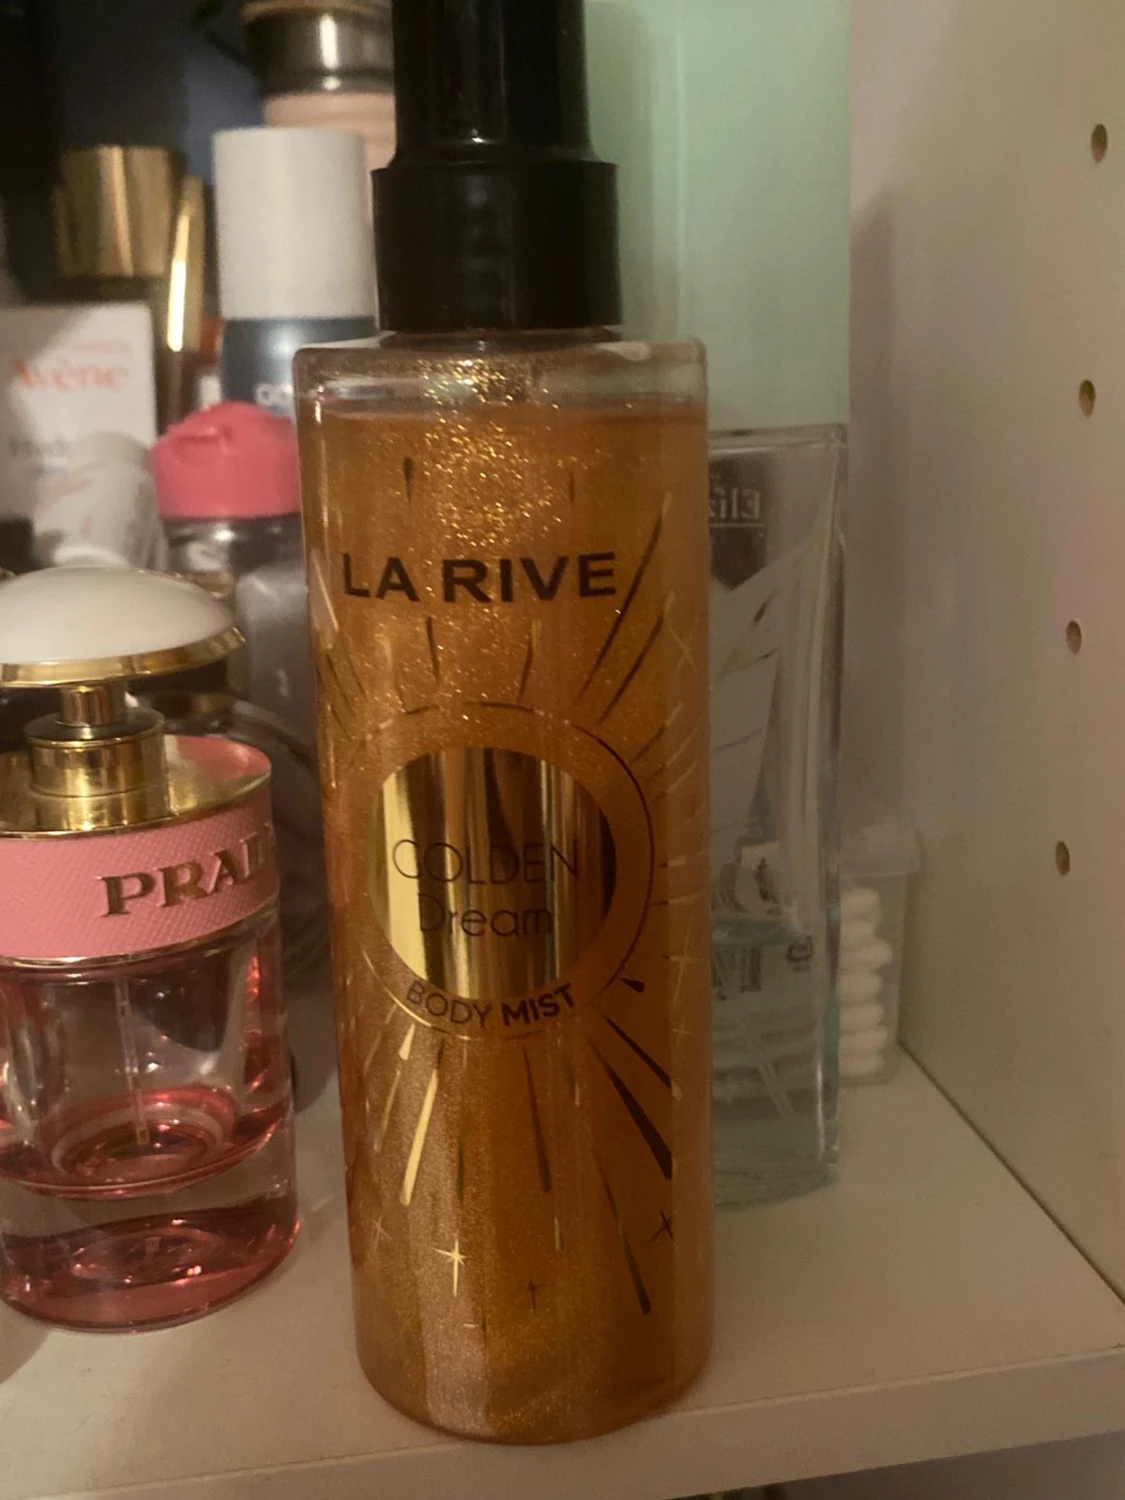 LA RIVE
GOLDEN
Dream
BODY MIST
PRAD
Avène